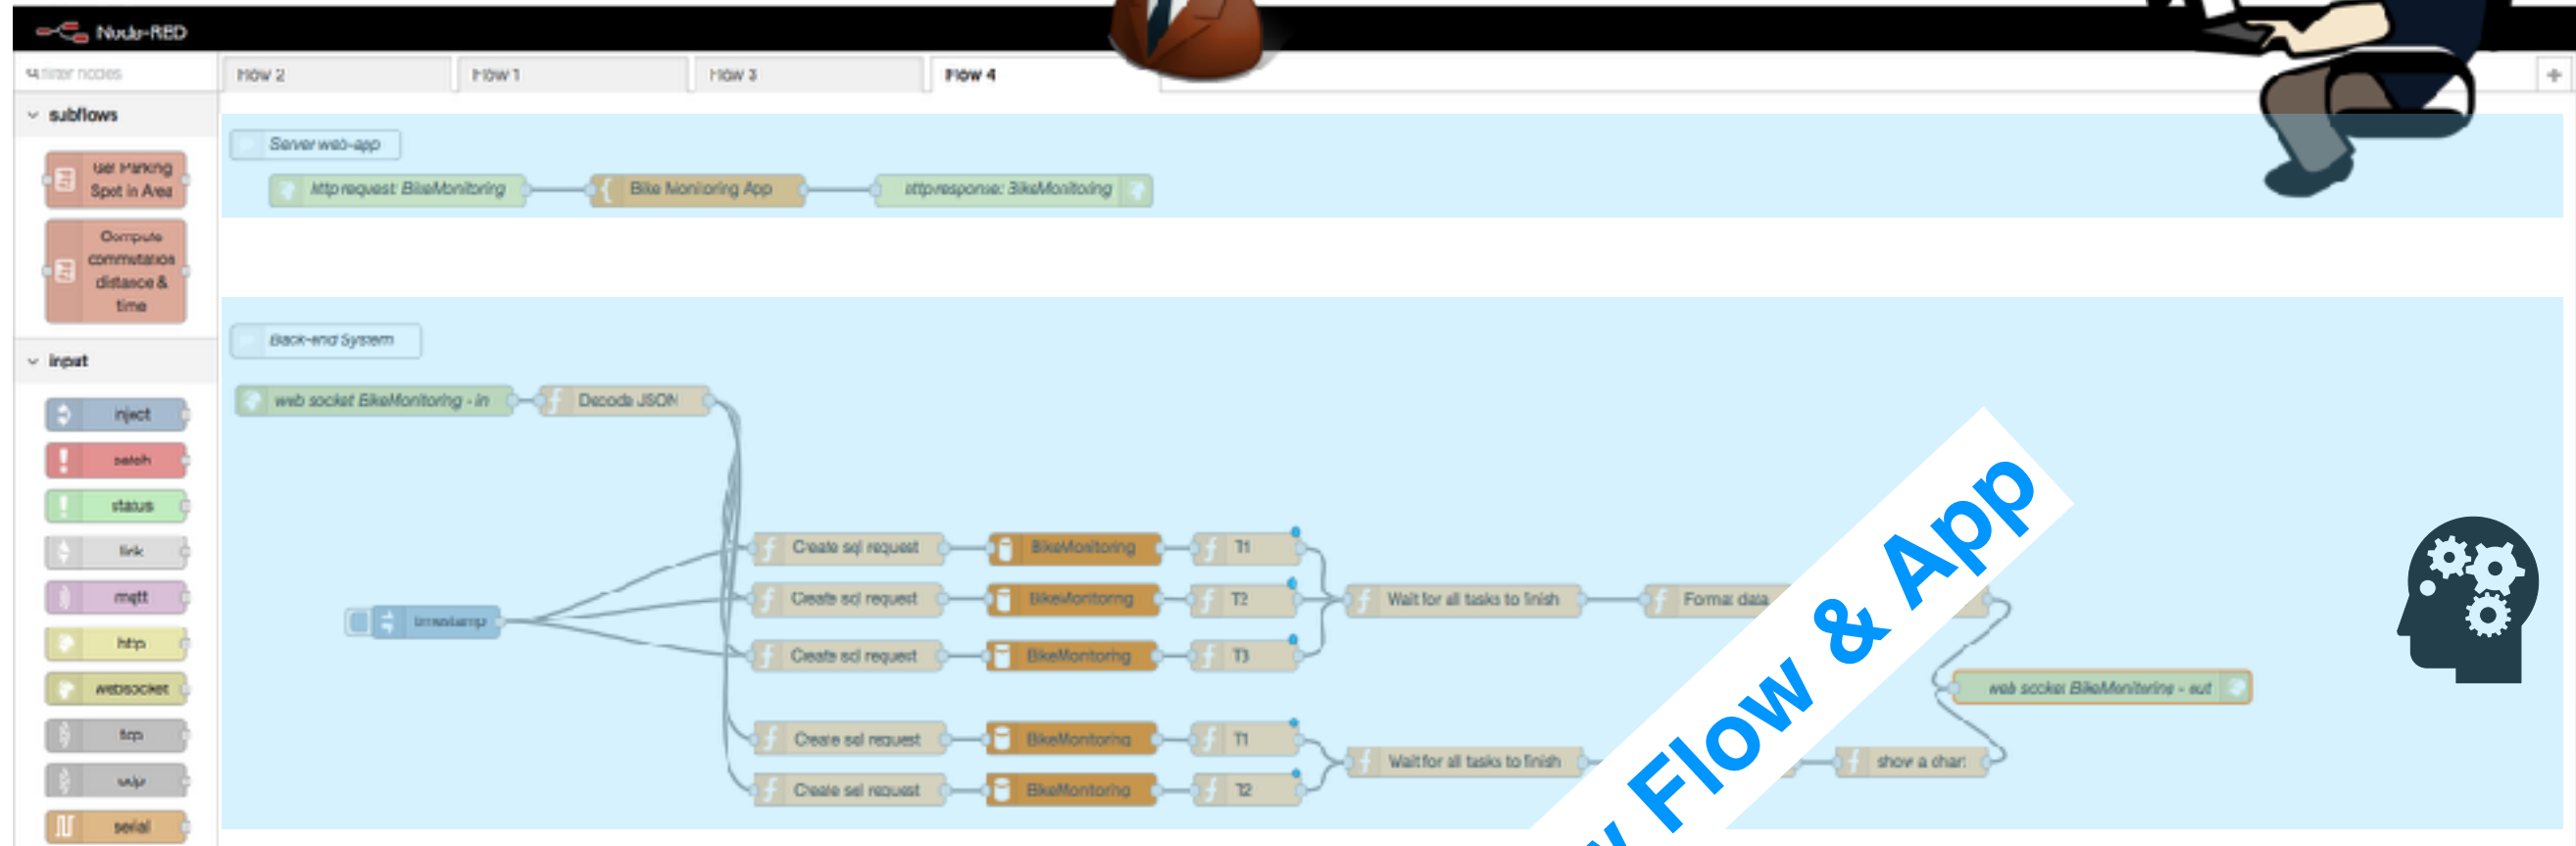 Node-RED
filter nodes
Flow 2
Flow 1
Flow 3
Flow 4
+
subflows
Get Parking
Spot in Area
Compute
commutation
distance &
time
input
inject
catch
status
link
mqtt
http
websocket
tcp
udp
serial
Server web-app
http request: BikeMonitoring
Bike Monitoring App
http response: BikeMonitoring
Back-end System
web socket BikeMonitoring - in
Decode JSON
timestamp
Create sql request
BikeMonitoring
T1
Create sql request
BikeMonitoring
T2
Create sql request
BikeMonitoring
T3
Wait for all tasks to finish
Format data
web socket BikeMonitoring - out
Create sql request
BikeMonitoring
T1
Create sql request
BikeMonitoring
T2
Wait for all tasks to finish
show a chart
Flow & App